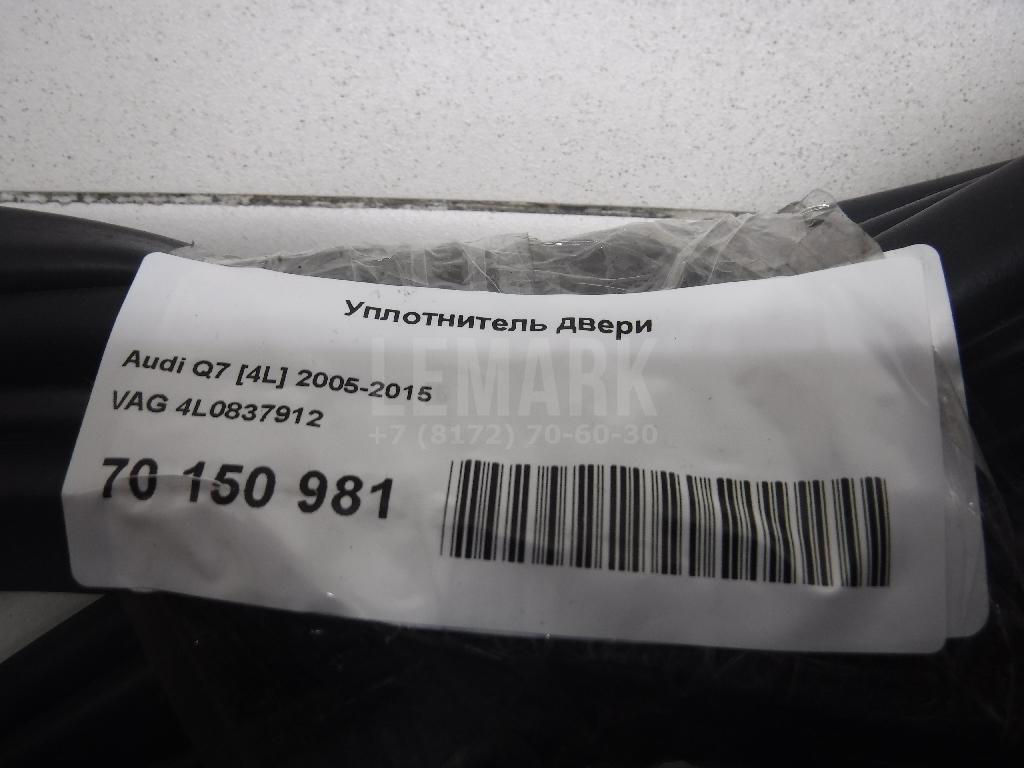 Уплотнитель двери
Audi Q7 [4L] 2005-2015
VAG 4L0837912
LEMARK
+7 (8172) 70-60-30
70 150 981